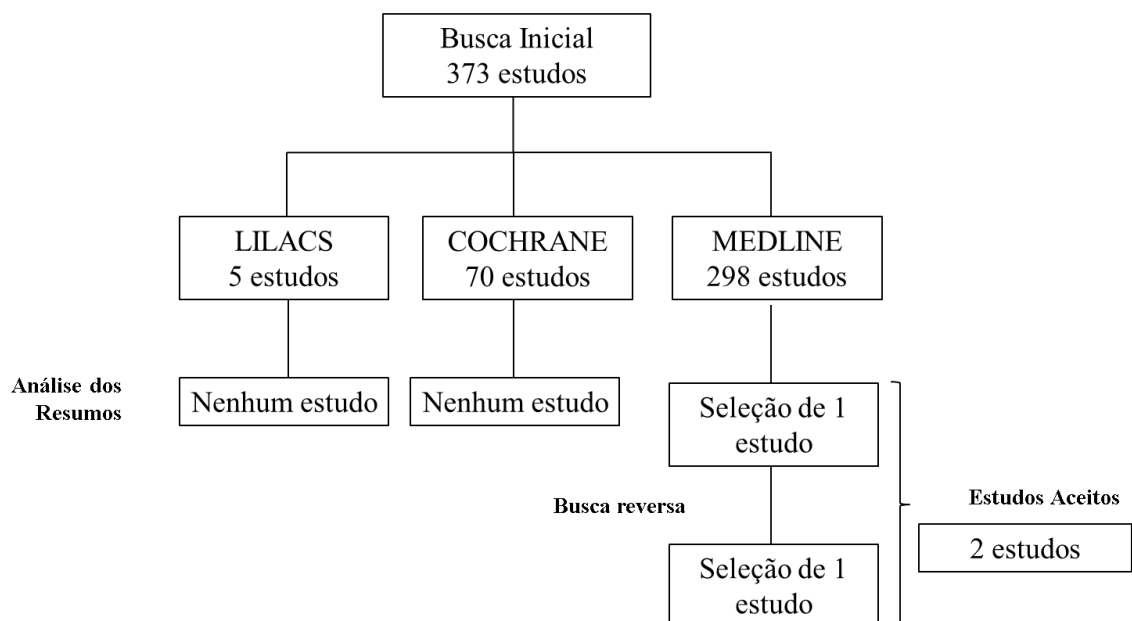 Busca Inicial
373 estudos
LILACS
5 estudos
COCHRANE
70 estudos
MEDLINE
298 estudos
Análise dos
Resumos
Nenhum estudo
Nenhum estudo
Seleção de 1
estudo
Busca reversa
Estudos Aceitos
2 estudos
Seleção de 1
estudo